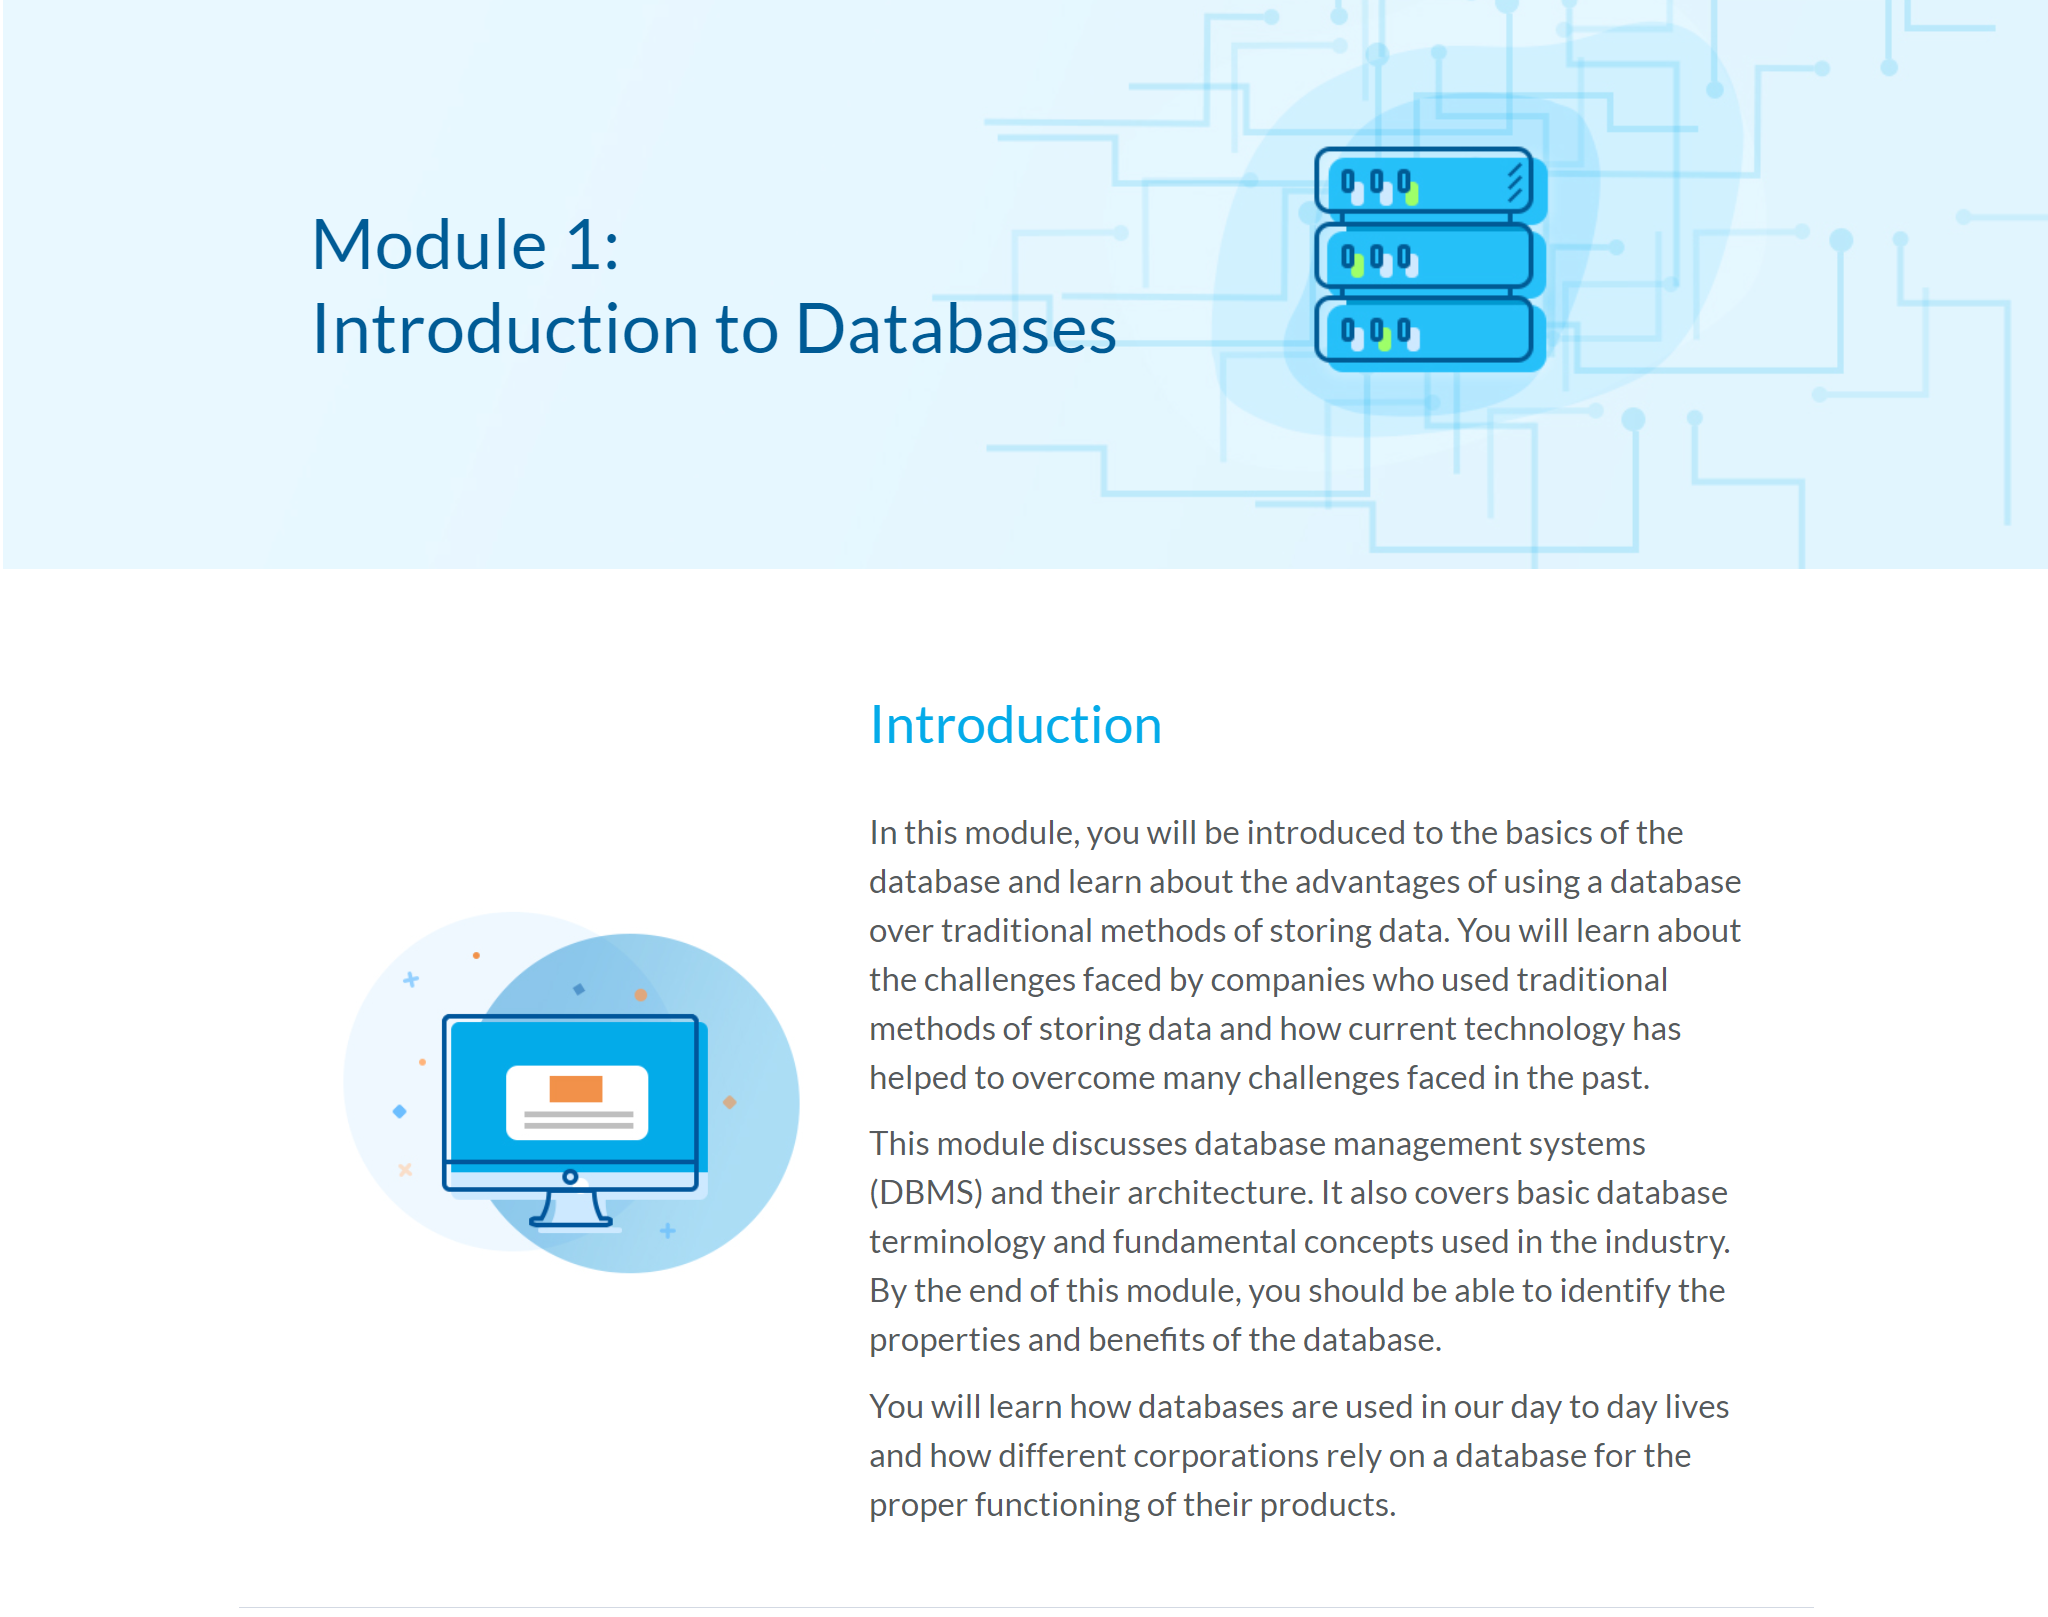 Module 1:
Introduction to Databases
Introduction
In this module, you will be introduced to the basics of the
database and learn about the advantages of using a database
over traditional methods of storing data. You will learn about
the challenges faced by companies who used traditional
methods of storing data and how current technology has
helped to overcome many challenges faced in the past.
This module discusses database management systems
(DBMS) and their architecture. It also covers basic database
terminology and fundamental concepts used in the industry.
By the end of this module, you should be able to identify the
properties and benefits of the database.
You will learn how databases are used in our day to day lives
and how different corporations rely on a database for the
proper functioning of their products.